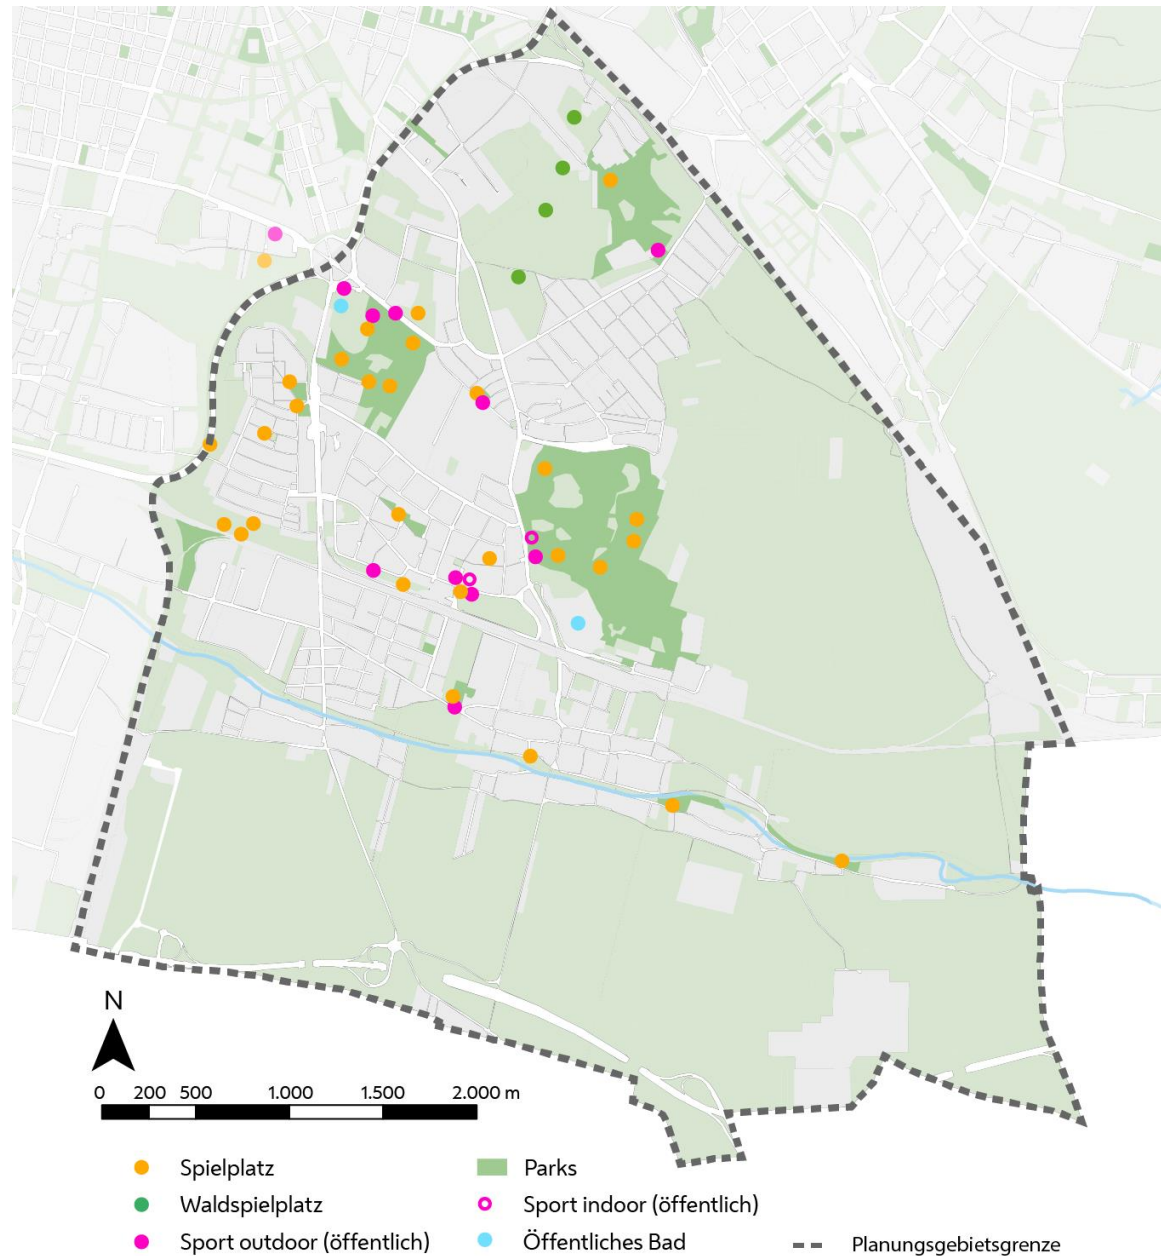 N
0 200 500 1.000 1.500 2.000 m
Spielplatz
Parks
Waldspielplatz
Sport indoor (öffentlich)
Sport outdoor (öffentlich)
Öffentliches Bad
Planungsgebietsgrenze